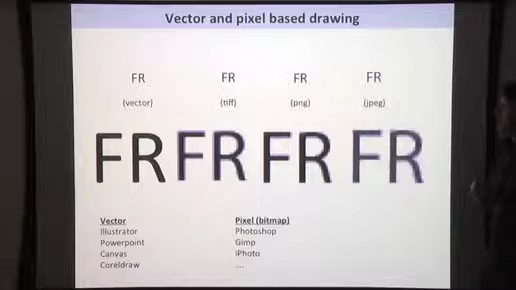 Vector and pixel based drawing
FR FR FR FR
(vector) (tiff) (png) (jpeg)
FR FR FR FR
Vector Pixel (bitmap)
Illustrator Photoshop
Powerpoint Gimp
Canvas iPhoto
Coreldraw ....